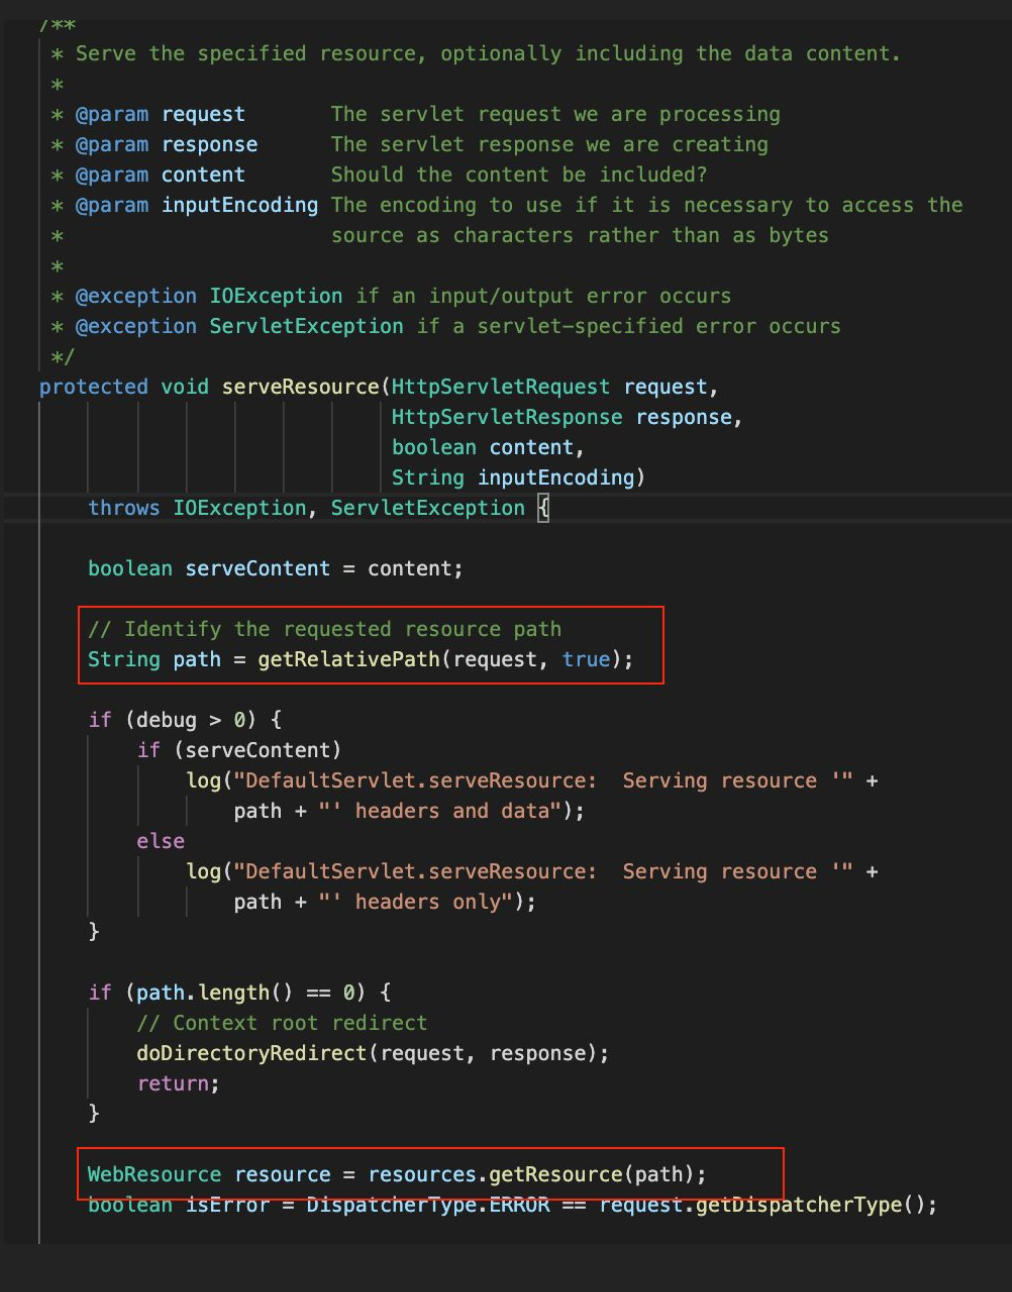 /**
* Serve the specified resource, optionally including the data content.
*
* @param request The servlet request we are processing
* @param response The servlet response we are creating
* @param content Should the content be included?
* @param inputEncoding The encoding to use if it is necessary to access the
* source as characters rather than as bytes
*
* @exception IOException if an input/output error occurs
* @exception ServletException if a servlet-specified error occurs
*/
protected void serveResource(HttpServletRequest request,
HttpServletResponse response,
boolean content,
String inputEncoding)
throws IOException, ServletException {
boolean serveContent = content;
// Identify the requested resource path
String path = getRelativePath(request, true);
if (debug > 0) {
if (serveContent)
log("DefaultServlet.serveResource:  Serving resource '" +
path + "' headers and data");
else
log("DefaultServlet.serveResource:  Serving resource '" +
path + "' headers only");
}
if (path.length() == 0) {
// Context root redirect
doDirectoryRedirect(request, response);
return;
}
WebResource resource = resources.getResource(path);
boolean isError = DispatcherType.ERROR == request.getDispatcherType();